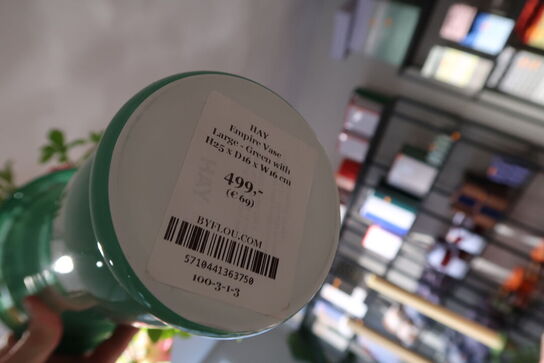 HAY
Empire Vase
Large - Green with
H25 x D16 x W16 cm
499,-
(€ 69)
BYFLOU.COM
5710441363750
100-3-1-3